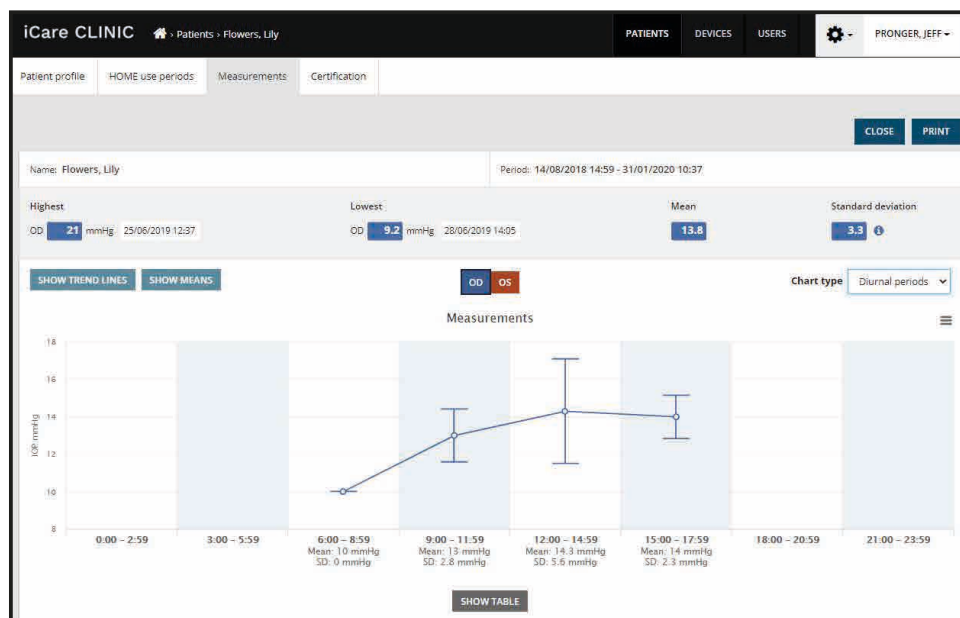 iCare CLINIC › Patients › Flowers, Lily PATIENTS DEVICES USERS PRONGER, JEFF
Patient profile HOME use periods Measurements Certification
CLOSE PRINT
Name: Flowers, Lily Period: 14/08/2018 14:59 - 31/01/2020 10:37
Highest Lowest Mean Standard deviation
OD 21 mmHg 25/06/2019 12:37 OD 9.2 mmHg 28/06/2019 14:05 13.8 3.3
SHOW TREND LINES SHOW MEANS OD OS Chart type Diurnal periods
Measurements
18
16
14
12
10
8
IOP, mmHg
0:00 – 2:59 3:00 – 5:59 6:00 – 8:59 9:00 – 11:59 12:00 – 14:59 15:00 – 17:59 18:00 – 20:59 21:00 – 23:59
Mean: 10 mmHg Mean: 13 mmHg Mean: 14.3 mmHg Mean: 14 mmHg
SD: 0 mmHg SD: 2.8 mmHg SD: 5.6 mmHg SD: 2.3 mmHg
SHOW TABLE